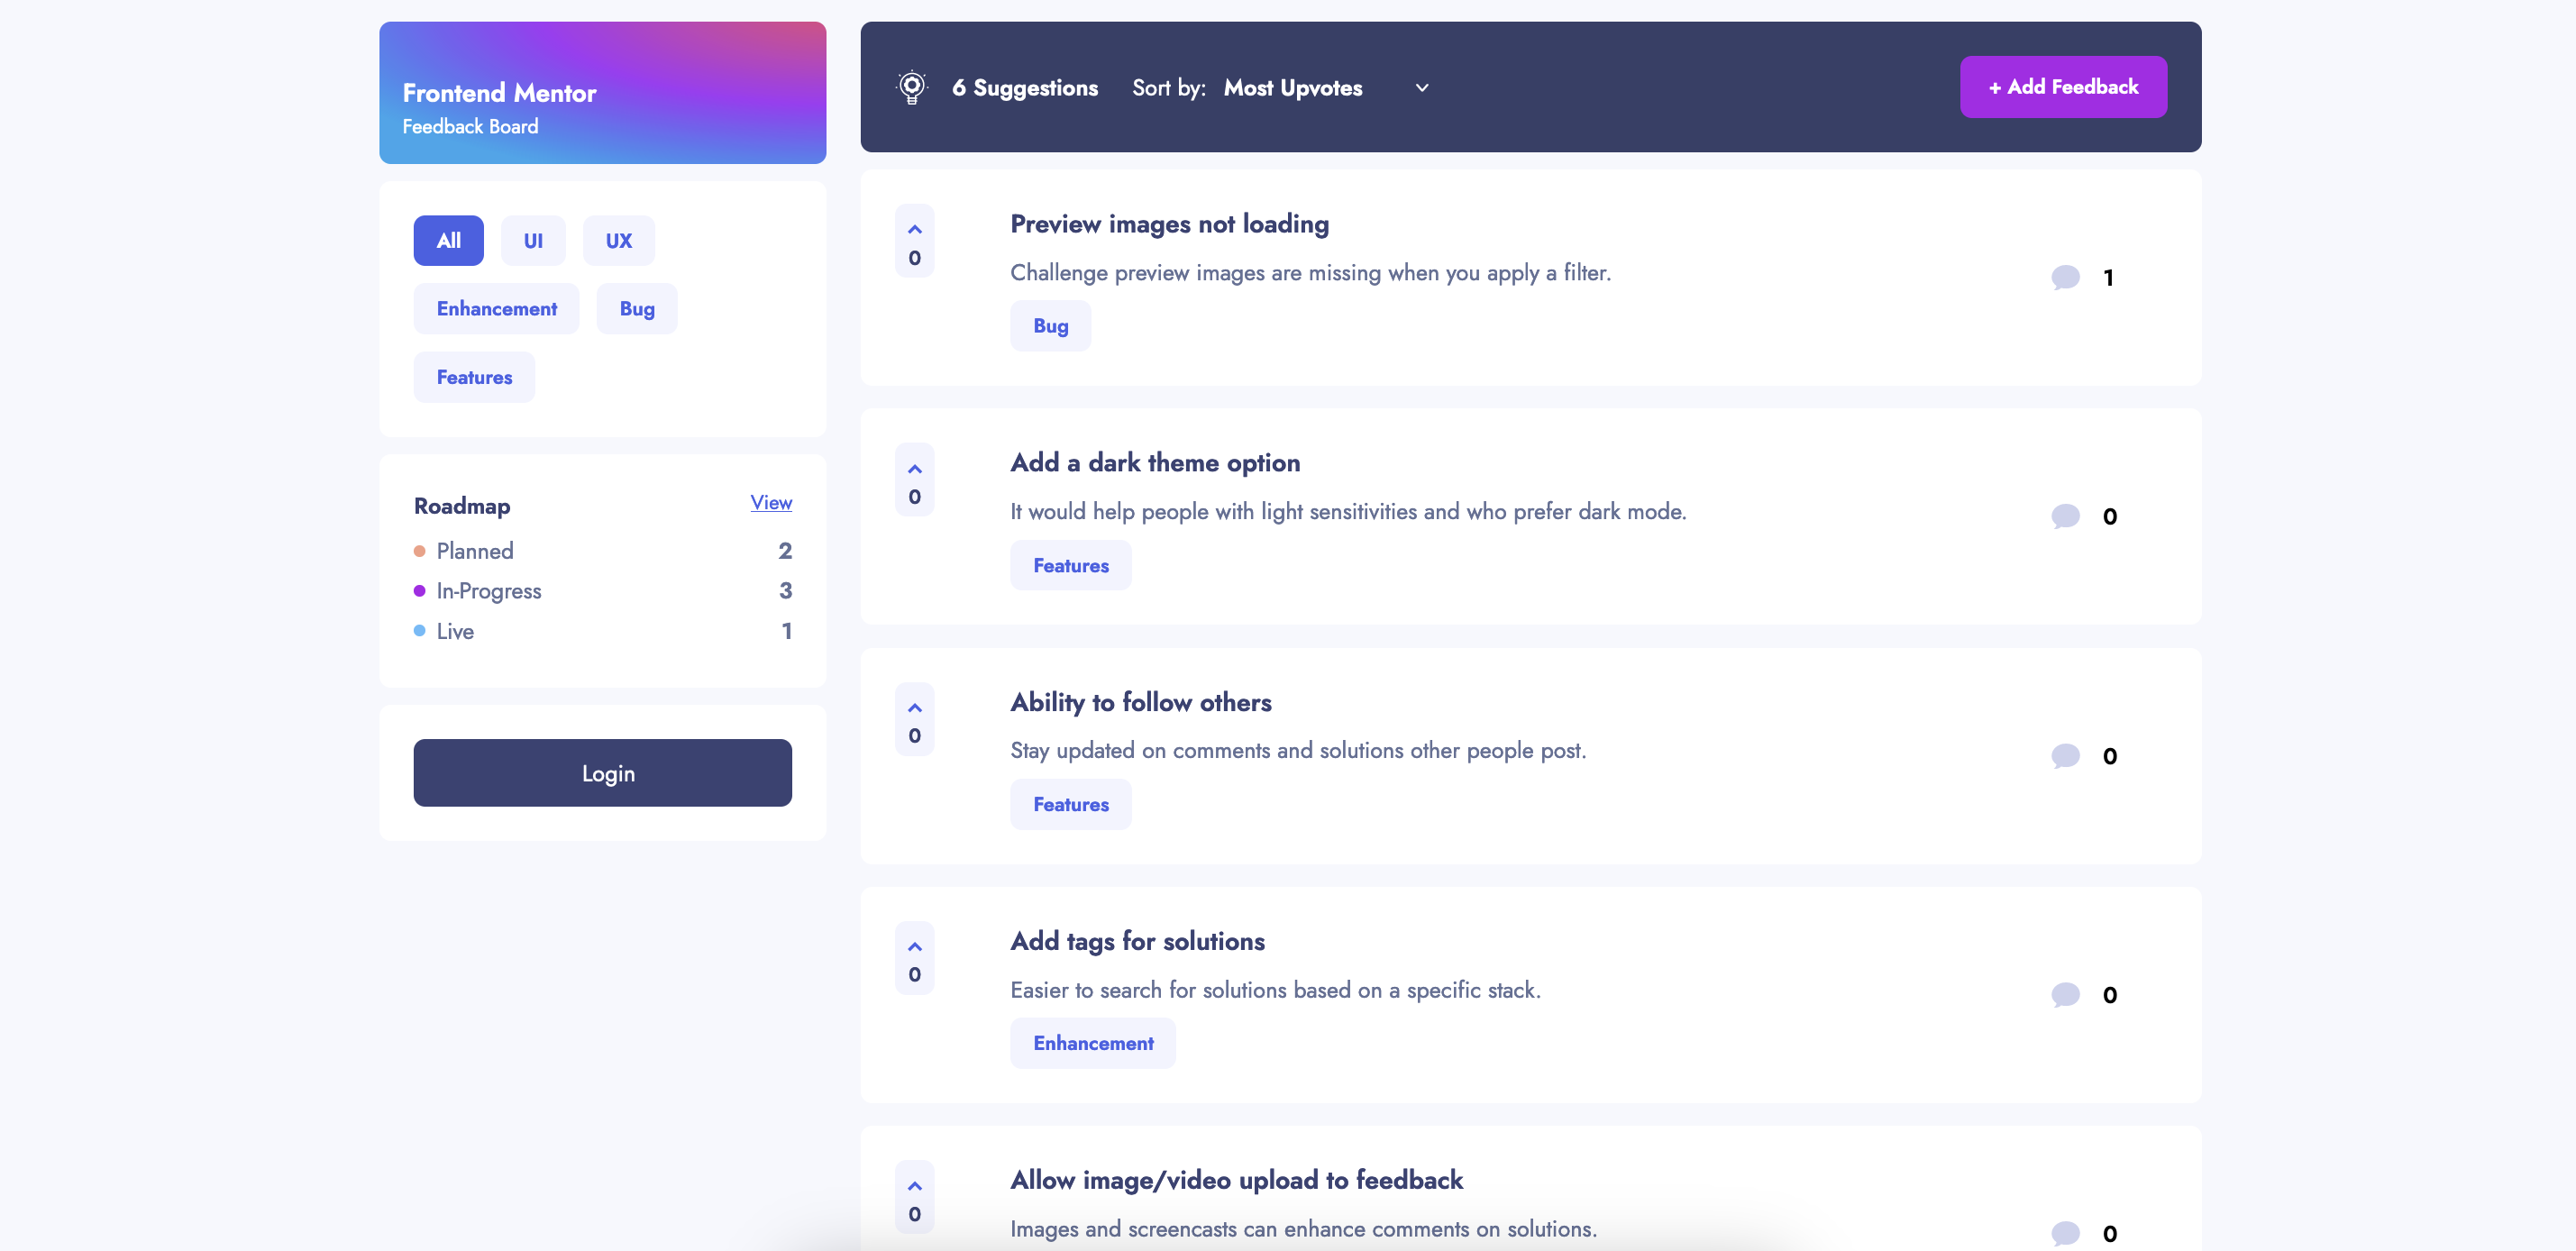 Frontend Mentor
Feedback Board
All UI UX
Enhancement Bug
Features
Roadmap View
Planned 2
In-Progress 3
Live 1
Login
6 Suggestions Sort by: Most Upvotes + Add Feedback
0
Preview images not loading
Challenge preview images are missing when you apply a filter.
Bug
1
0
Add a dark theme option
It would help people with light sensitivities and who prefer dark mode.
Features
0
0
Ability to follow others
Stay updated on comments and solutions other people post.
Features
0
0
Add tags for solutions
Easier to search for solutions based on a specific stack.
Enhancement
0
0
Allow image/video upload to feedback
Images and screencasts can enhance comments on solutions.
0